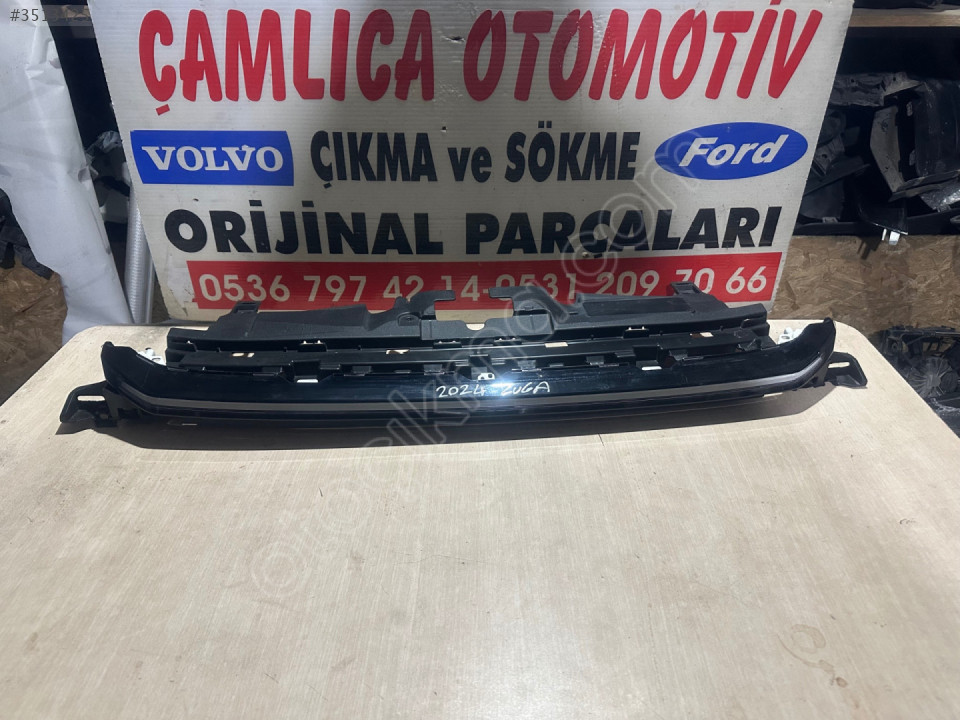 #351
ÇAMLICA OTOMOTİV
VOLVO ÇIKMA ve SÖKME Ford
ORİJİNAL PARÇALARI
0536 797 42 14-0531 209 70 66
2024